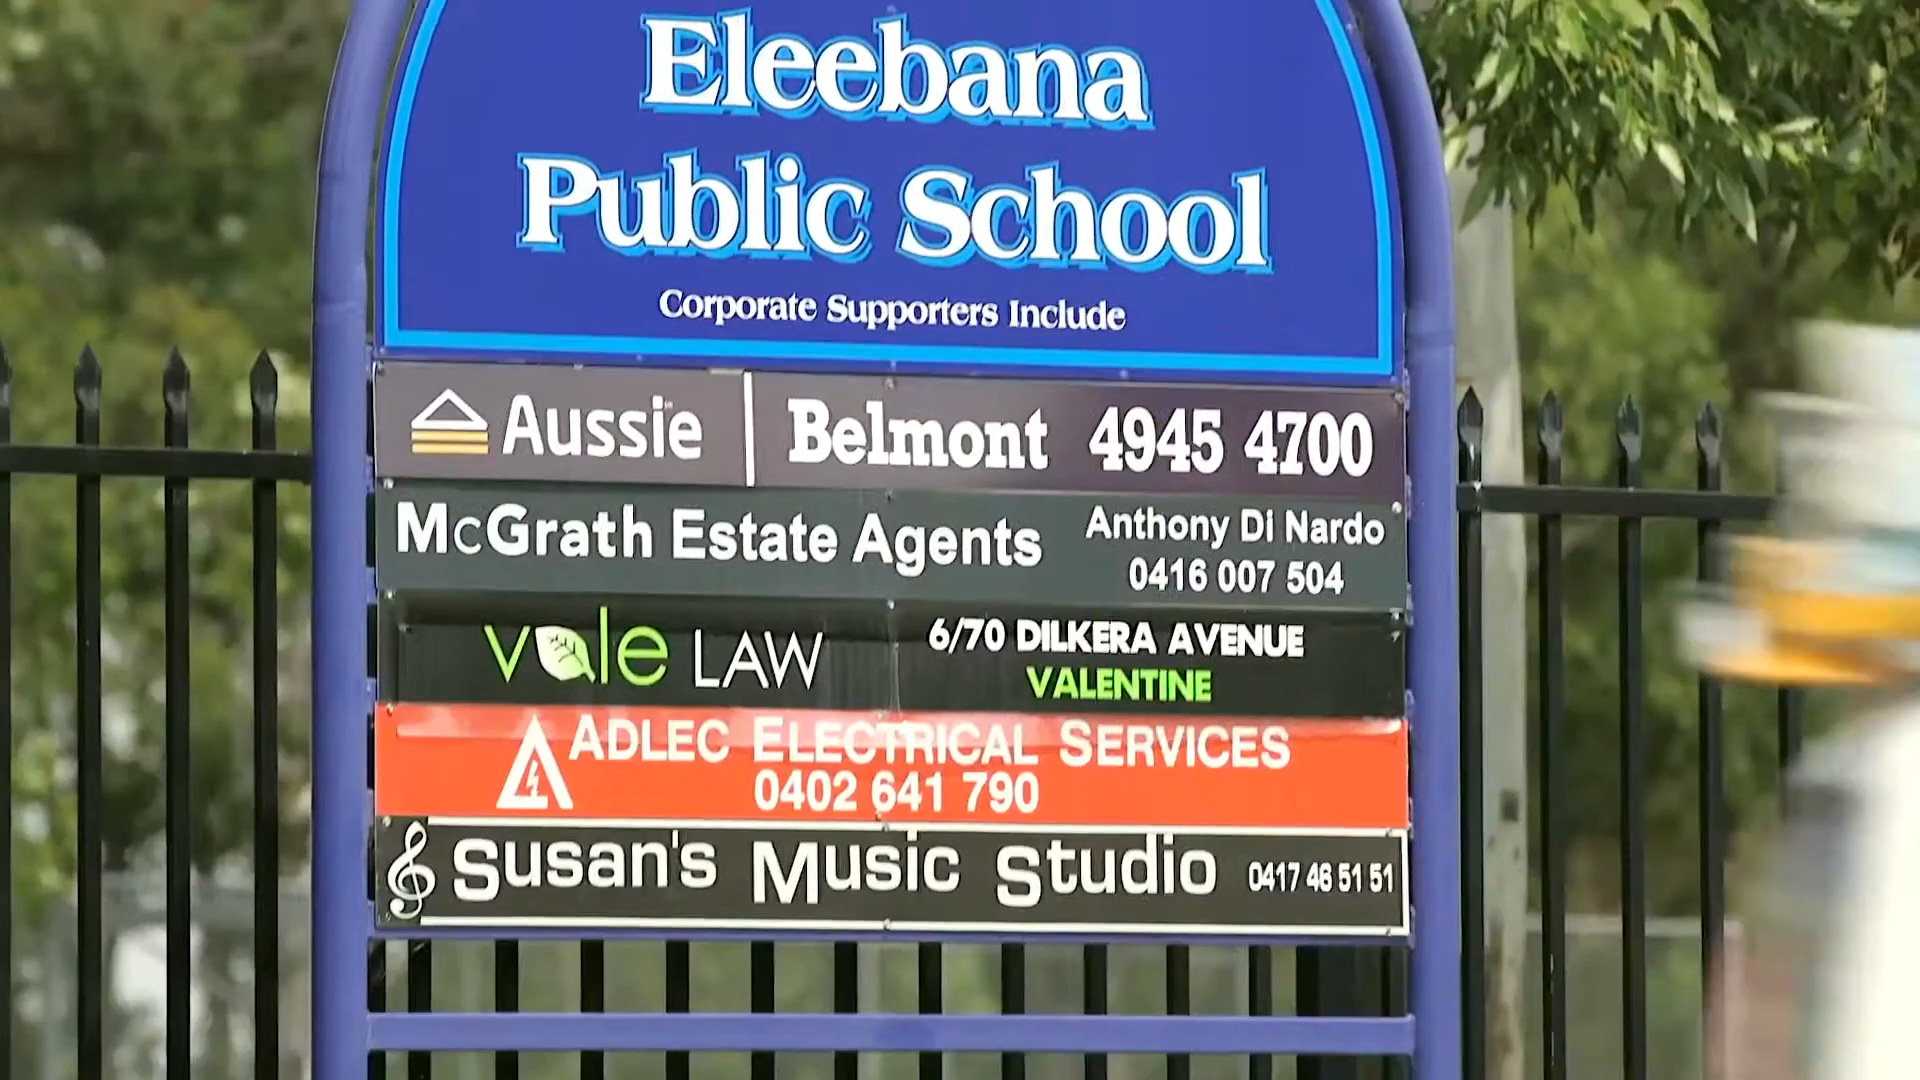 Eleebana
Public School
Corporate Supporters Include
Aussie Belmont 4945 4700
McGrath Estate Agents
Anthony Di Nardo
0416 007 504
vale LAW
6/70 DILKERA AVENUE
VALENTINE
ADLEC ELECTRICAL SERVICES
0402 641 790
Susan's Music Studio 0417 46 51 51